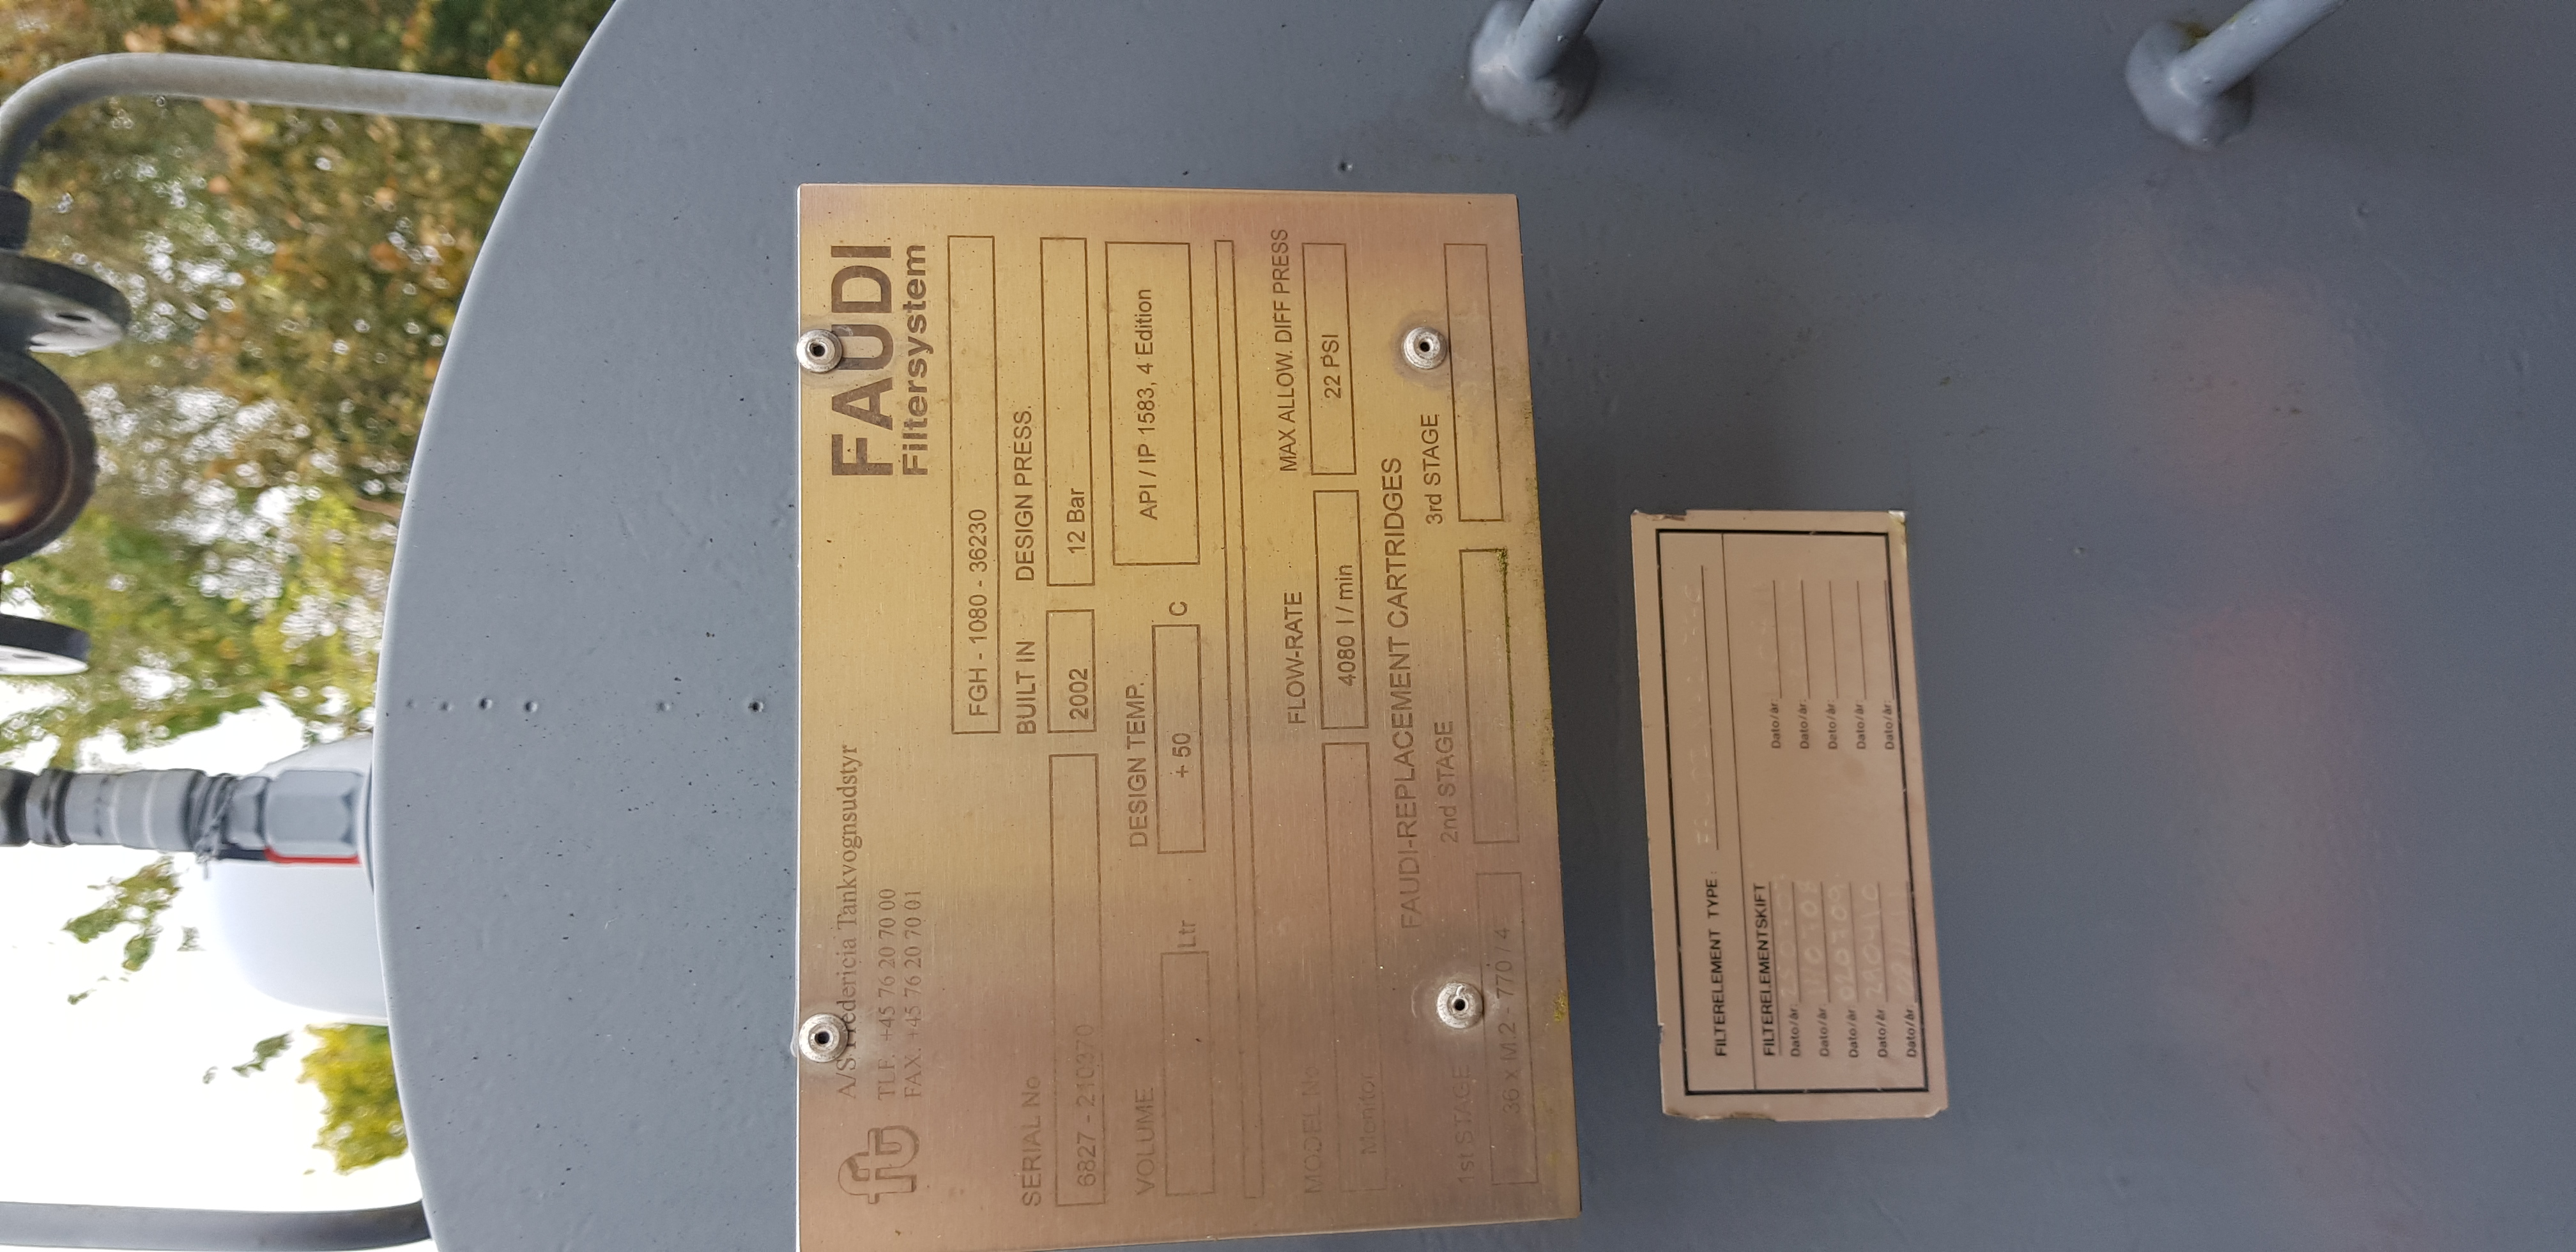 ft
A/S Fredericia Tankvognsudstyr
TLF. +45 76 20 70 00
FAX. +45 76 20 70 01
FAUDI
Filtersystem
FGH - 1080 - 36230
SERIAL No BUILT IN DESIGN PRESS.
6827 - 210370 2002 12 Bar
VOLUME DESIGN TEMP.
Ltr + 50 C API / IP 1583, 4 Edition
MODEL No FLOW-RATE MAX ALLOW. DIFF PRESS
Monitor 4080 l / min 22 PSI
FAUDI-REPLACEMENT CARTRIDGES
1st STAGE 2nd STAGE 3rd STAGE
36 x M.2 - 770 / 4
FILTERELEMENT TYPE:
FILTERELEMENTSKIFT
Dato/år: Dato/år:
Dato/år: 110708 Dato/år:
Dato/år: 020709 Dato/år:
Dato/år: 290410 Dato/år:
Dato/år: Dato/år: